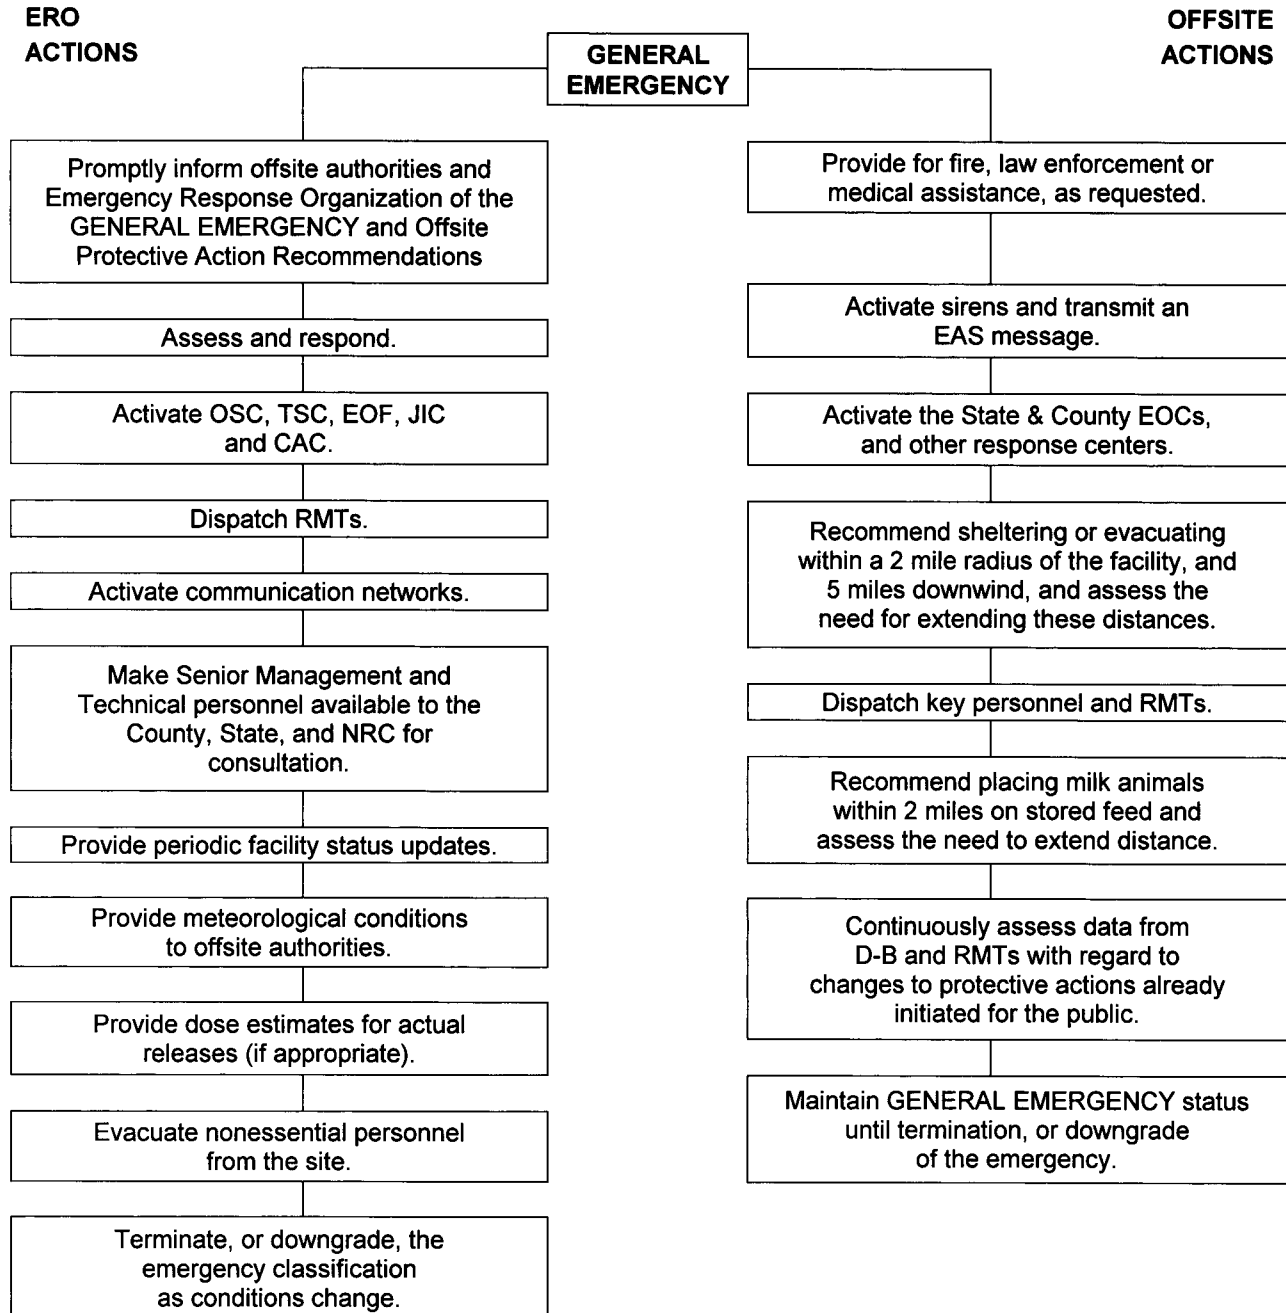 ERO
ACTIONS
OFFSITE
ACTIONS
GENERAL
EMERGENCY
Promptly inform offsite authorities and
Emergency Response Organization of the
GENERAL EMERGENCY and Offsite
Protective Action Recommendations
Assess and respond.
Activate OSC, TSC, EOF, JIC
and CAC.
Dispatch RMTs.
Activate communication networks.
Make Senior Management and
Technical personnel available to the
County, State, and NRC for
consultation.
Provide periodic facility status updates.
Provide meteorological conditions
to offsite authorities.
Provide dose estimates for actual
releases (if appropriate).
Evacuate nonessential personnel
from the site.
Terminate, or downgrade, the
emergency classification
as conditions change.
Provide for fire, law enforcement or
medical assistance, as requested.
Activate sirens and transmit an
EAS message.
Activate the State & County EOCs,
and other response centers.
Recommend sheltering or evacuating
within a 2 mile radius of the facility, and
5 miles downwind, and assess the
need for extending these distances.
Dispatch key personnel and RMTs.
Recommend placing milk animals
within 2 miles on stored feed and
assess the need to extend distance.
Continuously assess data from
D-B and RMTs with regard to
changes to protective actions already
initiated for the public.
Maintain GENERAL EMERGENCY status
until termination, or downgrade
of the emergency.